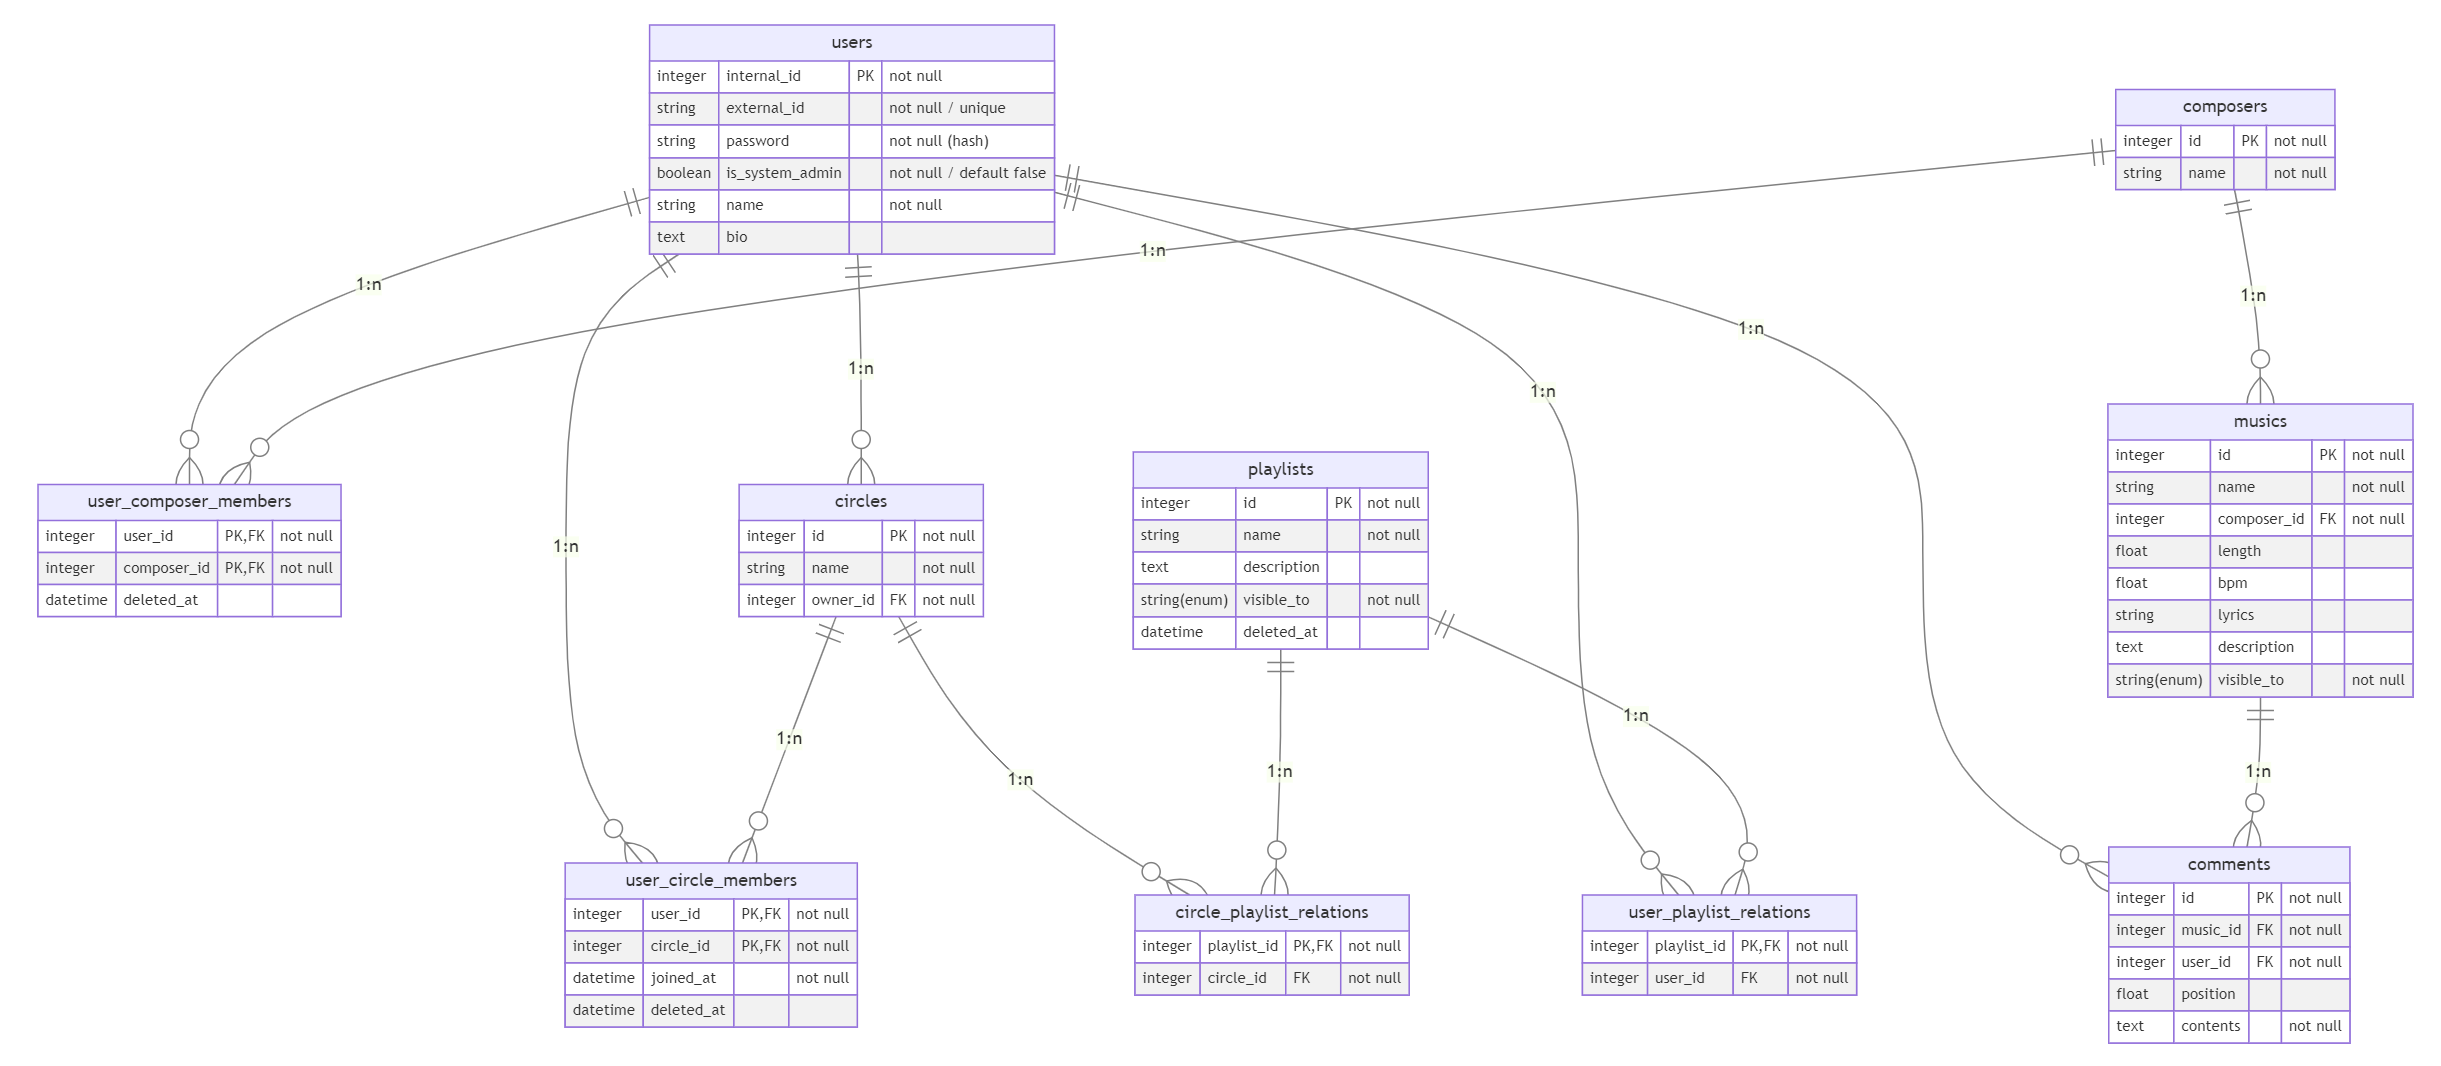 users
integer internal_id PK not null
string external_id not null / unique
string password not null (hash)
boolean is_system_admin not null / default false
string name not null
text bio
composers
integer id PK not null
string name not null
1:n
1:n
1:n
1:n
1:n
1:n
1:n
user_composer_members
integer user_id PK,FK not null
integer composer_id PK,FK not null
datetime deleted_at
1:n
circles
integer id PK not null
string name not null
integer owner_id FK not null
playlists
integer id PK not null
string name not null
text description
string(enum) visible_to not null
datetime deleted_at
musics
integer id PK not null
string name not null
integer composer_id FK not null
float length
float bpm
string lyrics
text description
string(enum) visible_to not null
1:n
1:n
1:n
1:n
user_circle_members
integer user_id PK,FK not null
integer circle_id PK,FK not null
datetime joined_at not null
datetime deleted_at
circle_playlist_relations
integer playlist_id PK,FK not null
integer circle_id FK not null
user_playlist_relations
integer playlist_id PK,FK not null
integer user_id FK not null
comments
integer id PK not null
integer music_id FK not null
integer user_id FK not null
float position
text contents not null